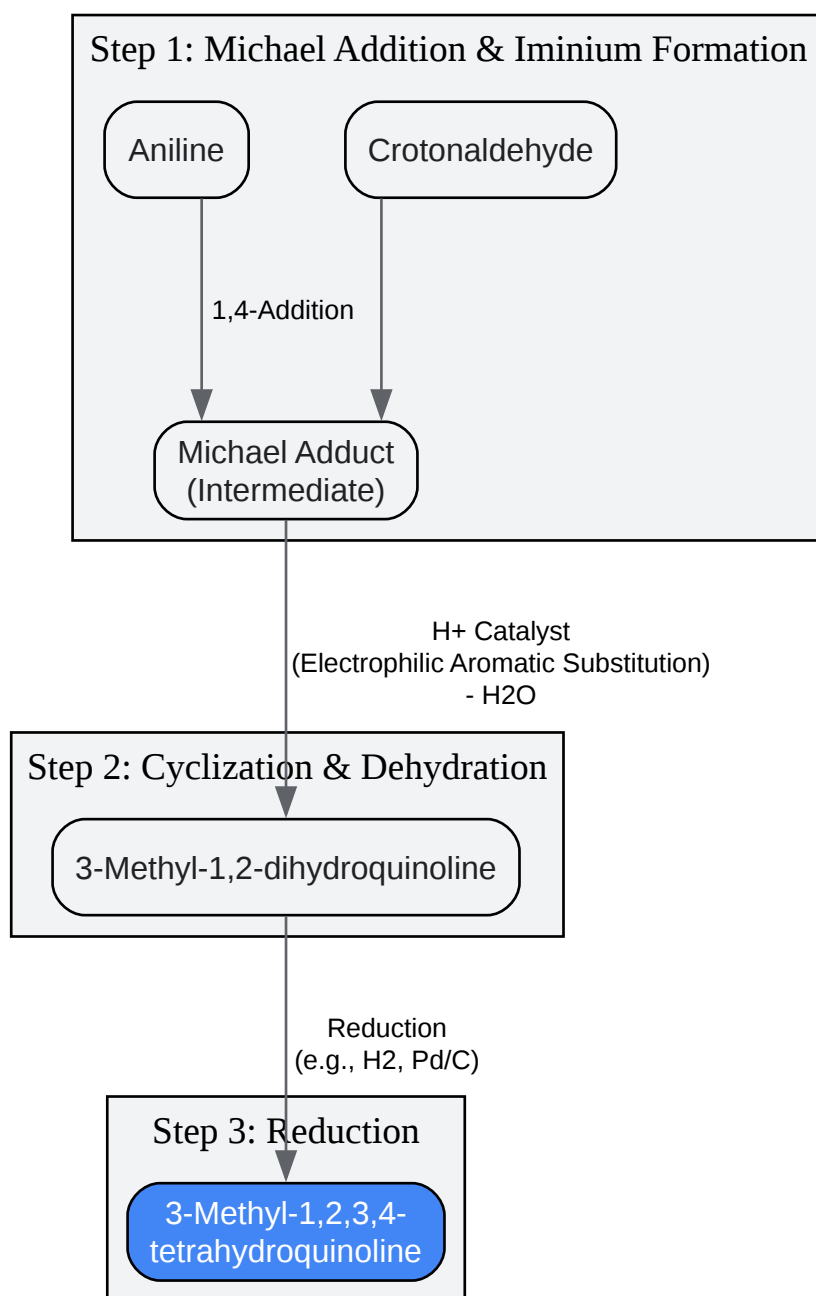 Step 1: Michael Addition & Iminium Formation
Aniline
Crotonaldehyde
1,4-Addition
Michael Adduct
(Intermediate)
H+ Catalyst
(Electrophilic Aromatic Substitution)
- H2O
Step 2: Cyclization & Dehydration
3-Methyl-1,2-dihydroquinoline
Reduction
(e.g., H2, Pd/C)
Step 3: Reduction
3-Methyl-1,2,3,4-
tetrahydroquinoline